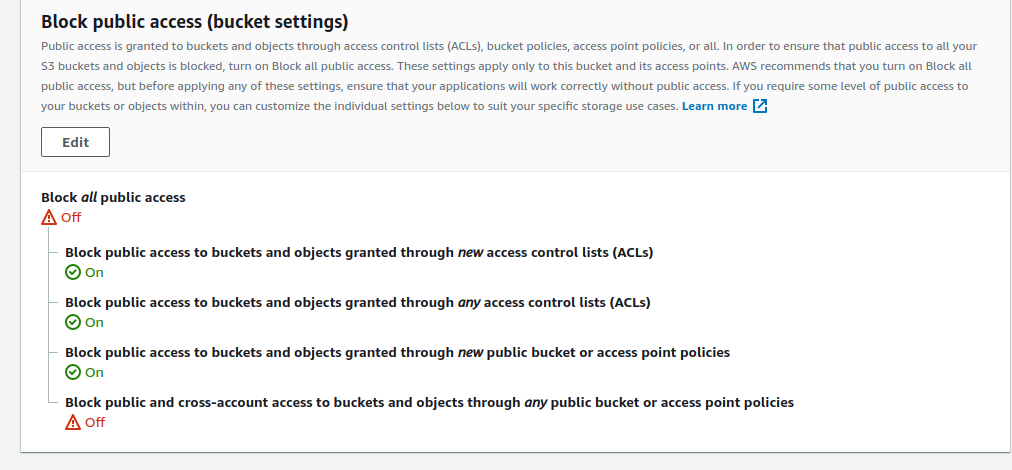 Block public access (bucket settings)
Public access is granted to buckets and objects through access control lists (ACLs), bucket policies, access point policies, or all. In order to ensure that public access to all your
S3 buckets and objects is blocked, turn on Block all public access. These settings apply only to this bucket and its access points. AWS recommends that you turn on Block all
public access, but before applying any of these settings, ensure that your applications will work correctly without public access. If you require some level of public access to
your buckets or objects within, you can customize the individual settings below to suit your specific storage use cases. Learn more
Edit
Block all public access
Off
Block public access to buckets and objects granted through new access control lists (ACLs)
On
Block public access to buckets and objects granted through any access control lists (ACLs)
On
Block public access to buckets and objects granted through new public bucket or access point policies
On
Block public and cross-account access to buckets and objects through any public bucket or access point policies
Off